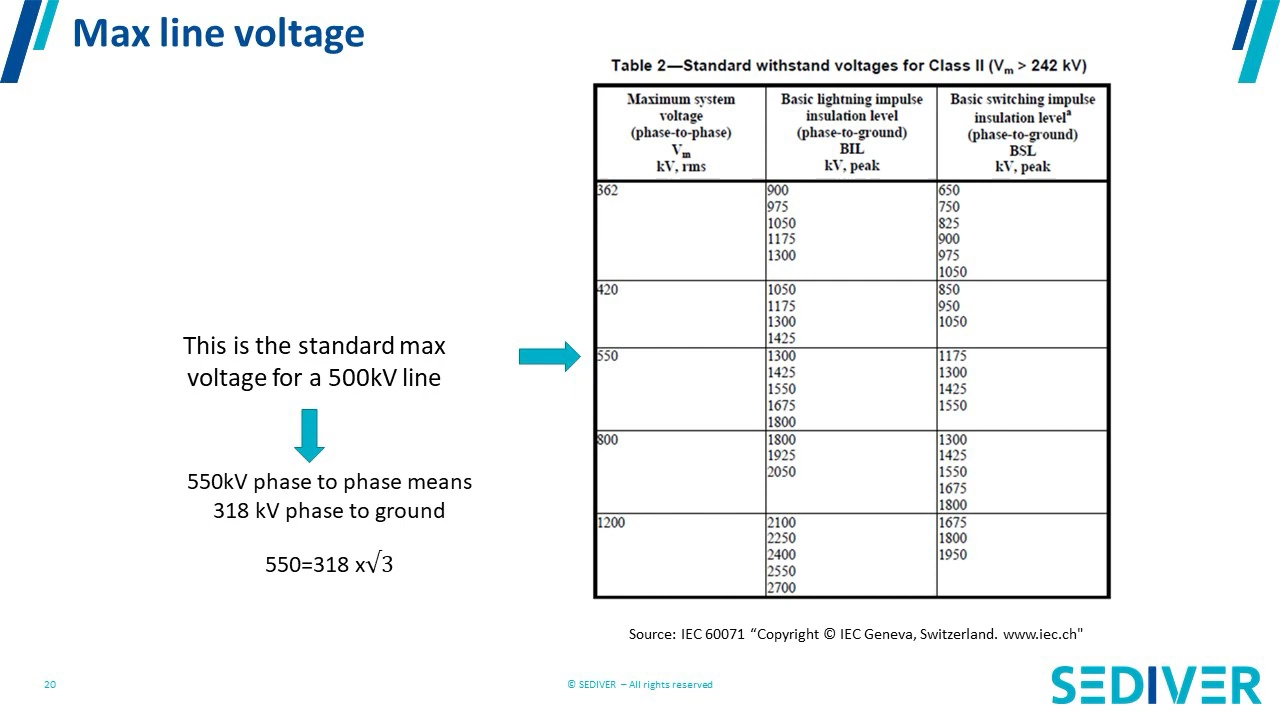 Max line voltage
Table 2—Standard withstand voltages for Class II (Vm > 242 kV)
Maximum system
voltage
(phase-to-phase)
Vm
kV, rms
Basic lightning impulse
insulation level
(phase-to-ground)
BIL
kV, peak
Basic switching impulse
insulation levelᵃ
(phase-to-ground)
BSL
kV, peak
362
900
975
1050
1175
1300
650
750
825
900
975
1050
420
1050
1175
1300
1425
850
950
1050
550
1300
1425
1550
1675
1800
1175
1300
1425
1550
800
1800
1925
2050
1300
1425
1550
1675
1800
1200
2100
2250
2400
2550
2700
1675
1800
1950
This is the standard max
voltage for a 500kV line
550kV phase to phase means
318 kV phase to ground
550=318 x√3
Source: IEC 60071 “Copyright © IEC Geneva, Switzerland. www.iec.ch"
20
© SEDIVER – All rights reserved
SEDIVER